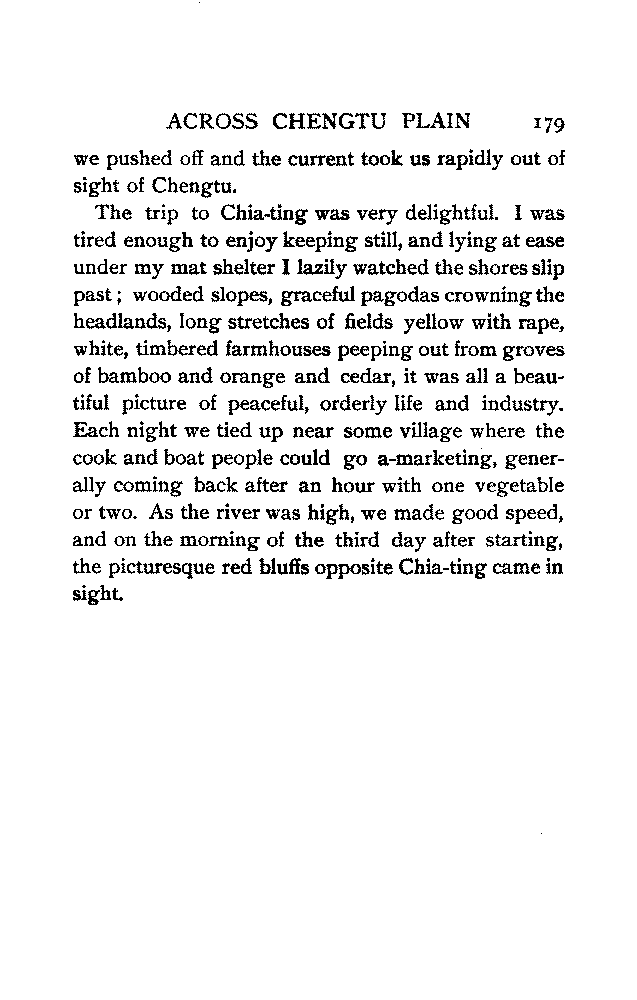 ACROSS CHENGTU PLAIN 179
we pushed off and the current took us rapidly out of
sight of Chengtu.
The trip to Chia-ting was very delightful. I was
tired enough to enjoy keeping still, and lying at ease
under my mat shelter I lazily watched the shores slip
past; wooded slopes, graceful pagodas crowning the
headlands, long stretches of fields yellow with rape,
white, timbered farmhouses peeping out from groves
of bamboo and orange and cedar, it was all a beau-
tiful picture of peaceful, orderly life and industry.
Each night we tied up near some village where the
cook and boat people could go a-marketing, gener-
ally coming back after an hour with one vegetable
or two. As the river was high, we made good speed,
and on the morning of the third day after starting,
the picturesque red bluffs opposite Chia-ting came in
sight.